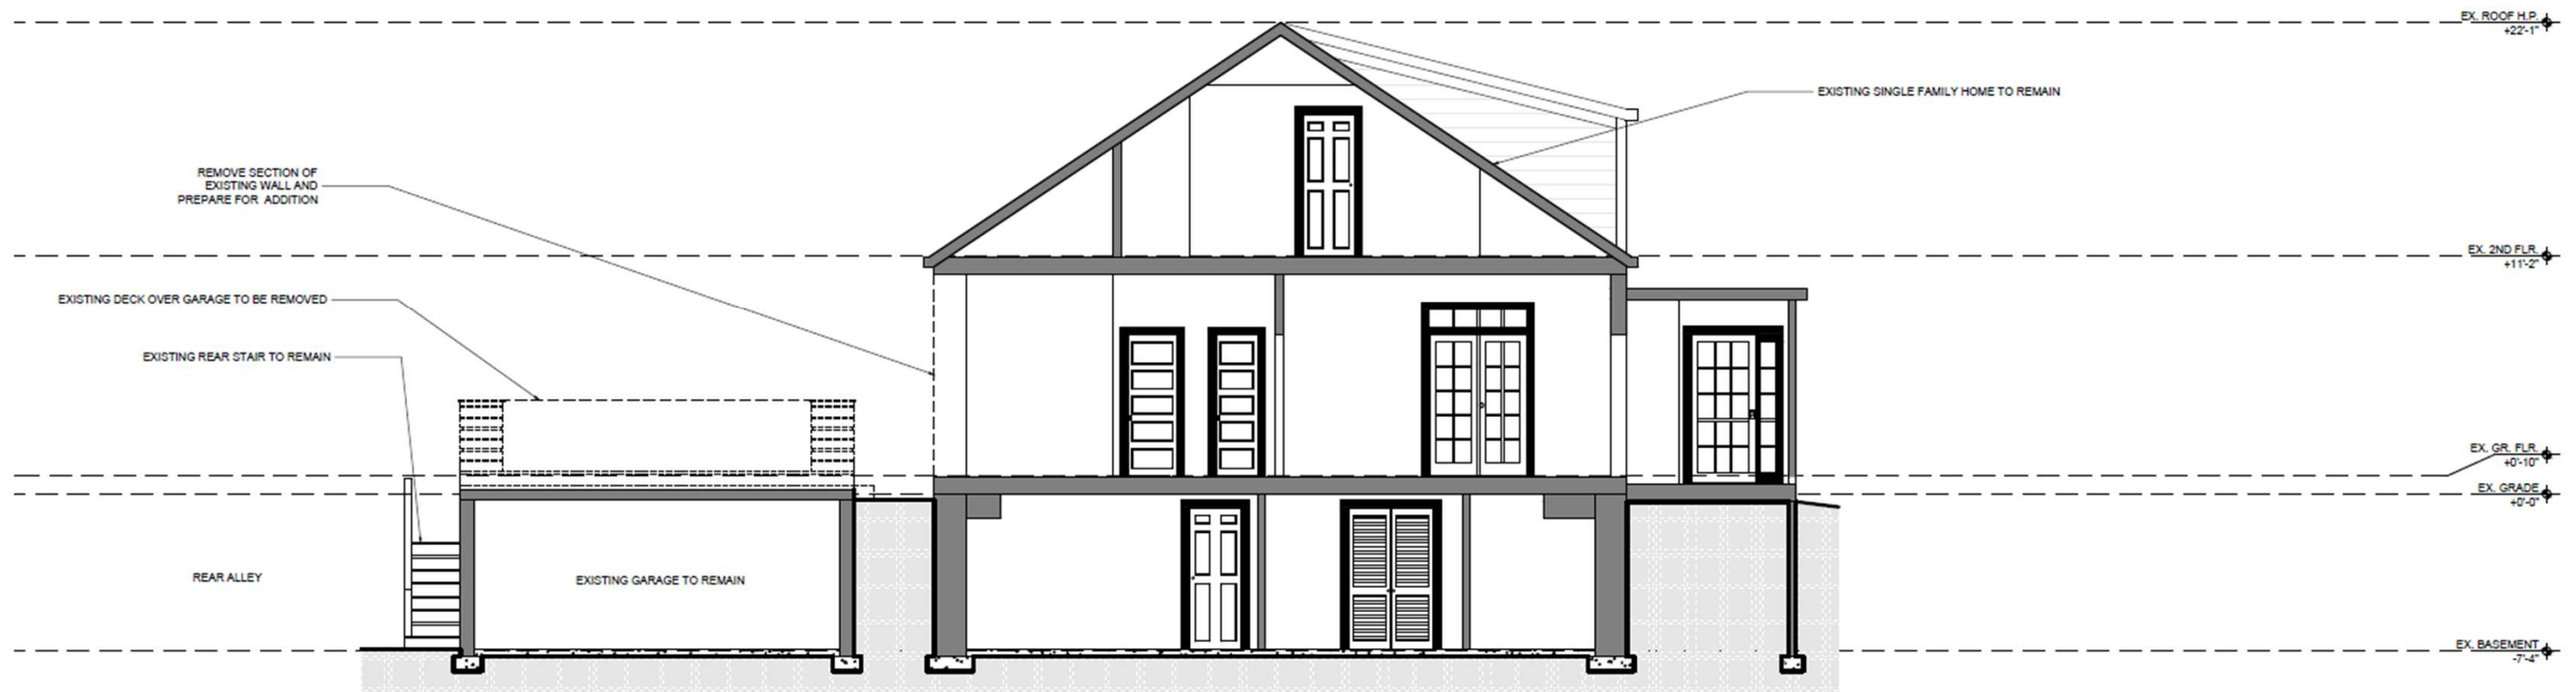 EX. ROOF H.P.
+22'-1"
EXISTING SINGLE FAMILY HOME TO REMAIN
REMOVE SECTION OF
EXISTING WALL AND
PREPARE FOR ADDITION
EX. 2ND FLR.
+11'-2"
EXISTING DECK OVER GARAGE TO BE REMOVED
EXISTING REAR STAIR TO REMAIN
EX. GR. FLR.
+0'-10"
EX. GRADE
+0'-0"
REAR ALLEY
EXISTING GARAGE TO REMAIN
EX. BASEMENT
-7'-4"